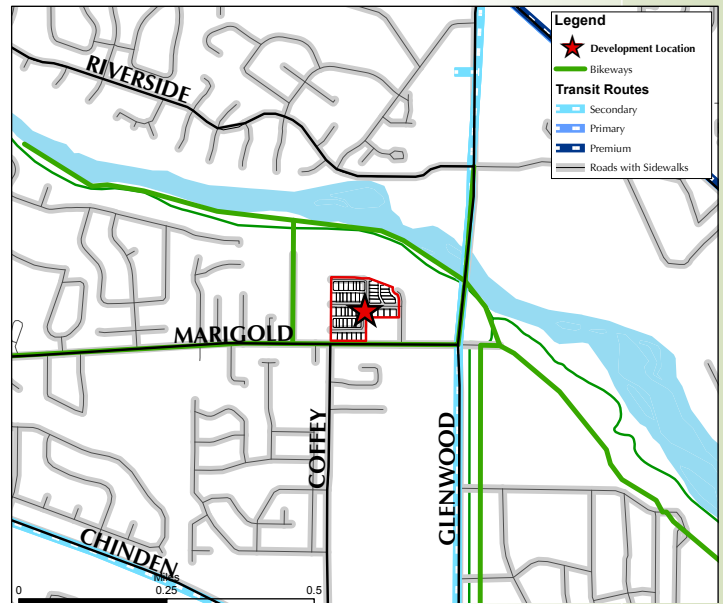 Legend
Development Location
Bikeways
Transit Routes
Secondary
Primary
Premium
Roads with Sidewalks
RIVERSIDE
MARIGOLD
COFFEY
GLENWOOD
CHINDEN
Miles
0 0.25 0.5